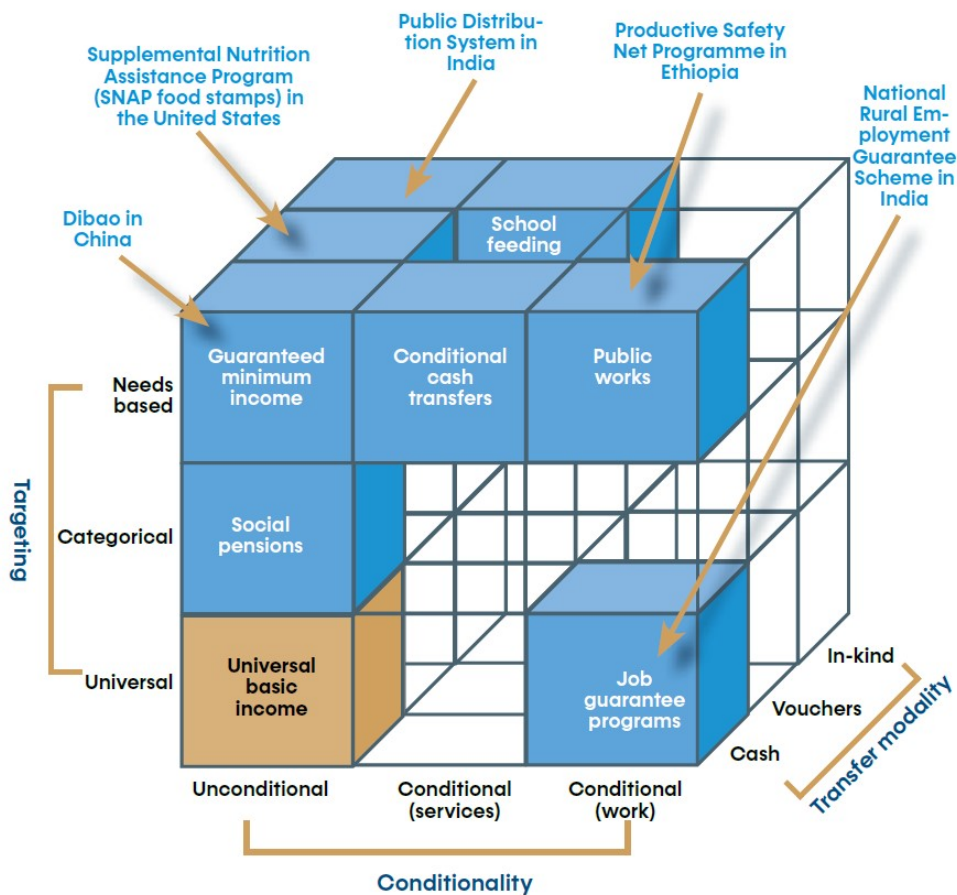 Public Distribu-
tion System in
India
Productive Safety
Net Programme in
Ethiopia
Supplemental Nutrition
Assistance Program
(SNAP food stamps) in
the United States
National
Rural Em-
ployment
Guarantee
Scheme in
India
Dibao in
China
School
feeding
Guaranteed
minimum
income
Conditional
cash
transfers
Public
works
Needs
based
Targeting
Categorical
Social
pensions
Universal
Universal
basic
income
Job
guarantee
programs
In-kind
Vouchers
Cash
Transfer modality
Unconditional
Conditional
(services)
Conditional
(work)
Conditionality